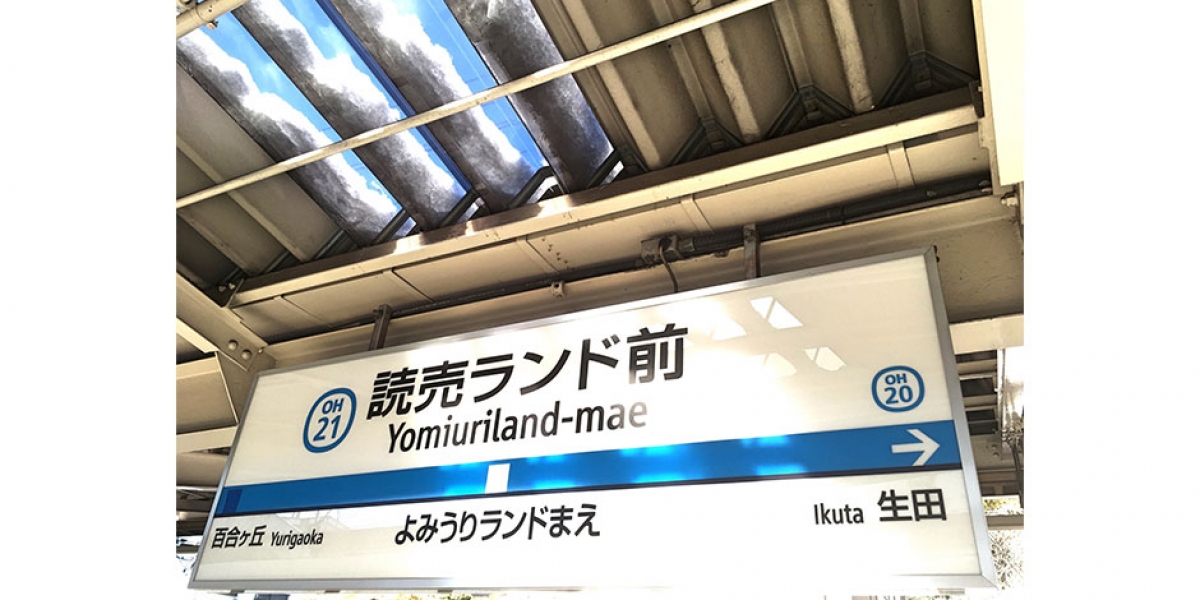 OH
21
読売ランド前
Yomiuriland-mae
OH
20
→
百合ヶ丘 Yurigaoka
よみうりランドまえ
Ikuta 生田